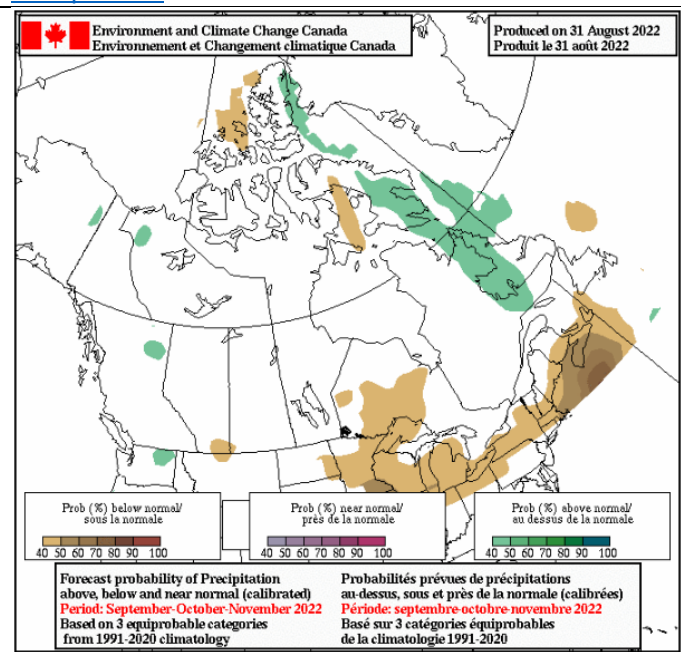 Environment and Climate Change Canada
Environnement et Changement climatique Canada
Produced on 31 August 2022
Produit le 31 août 2022
Prob (%) below normal/
sous la normale
40 50 60 70 80 90 100
Prob (%) near normal/
près de la normale
40 50 60 70 80 90 100
Prob (%) above normal/
au dessus de la normale
40 50 60 70 80 90 100
Forecast probability of Precipitation
above, below and near normal (calibrated)
Period: September-October-November 2022
Based on 3 equiprobable categories
from 1991-2020 climatology
Probabilités prévues de précipitations
au-dessus, sous et près de la normale (calibrées)
Période: septembre-octobre-novembre 2022
Basé sur 3 catégories équiprobables
de la climatologie 1991-2020